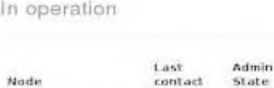 In operation
Last Admin
Node contact State